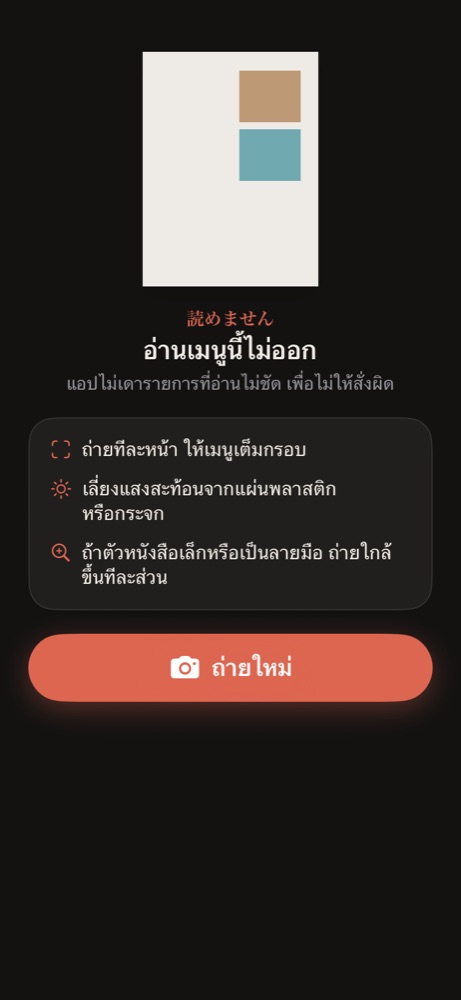 読めません
อ่านเมนูนี้ไม่ออก
แอปไม่เดารายการที่อ่านไม่ชัด เพื่อไม่ให้สั่งผิด
ถ่ายทีละหน้า ให้เมนูเต็มกรอบ
เลี่ยงแสงสะท้อนจากแผ่นพลาสติก
หรือกระจก
ถ้าตัวหนังสือเล็กหรือเป็นลายมือ ถ่ายใกล้
ขึ้นทีละส่วน
ถ่ายใหม่